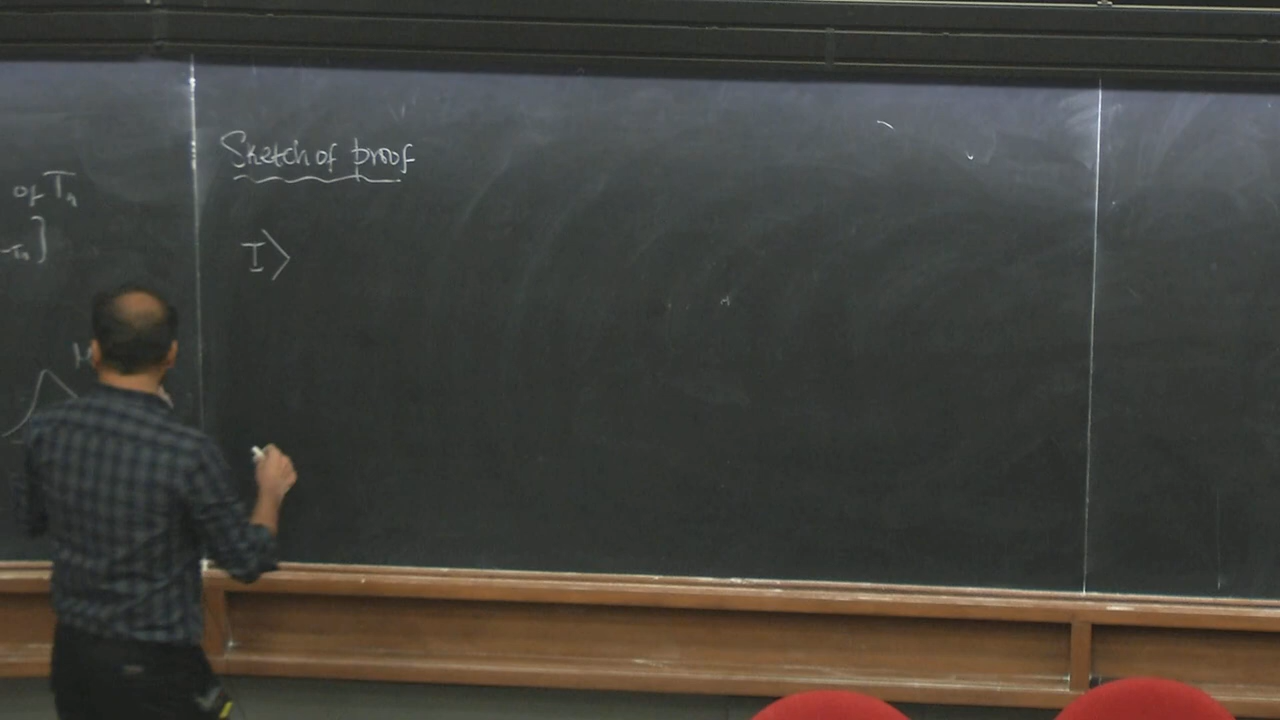 of Tₙ
-Tₙ]
H
Sketch of proof
I>